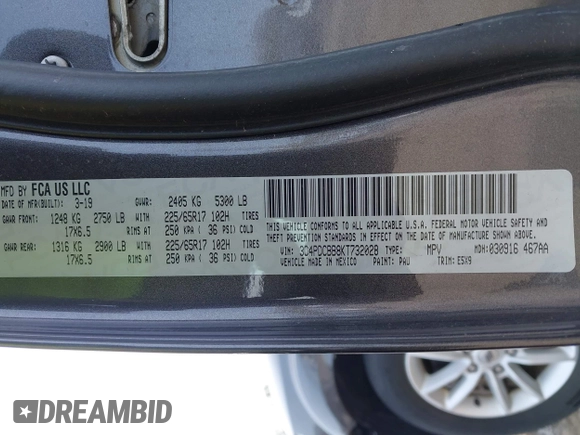 MFD BY FCA US LLC
DATE OF MFR(BUILT): 3-19 GVWR: 2405 KG 5300 LB
GAWR FRONT: 1248 KG 2750 LB WITH 225/65R17 102H TIRES
17X6.5 RIMS AT 250 KPA ( 36 PSI) COLD
GAWR REAR: 1316 KG 2900 LB WITH 225/65R17 102H TIRES
17X6.5 RIMS AT 250 KPA ( 36 PSI) COLD
THIS VEHICLE CONFORMS TO ALL APPLICABLE U.S.A. FEDERAL MOTOR VEHICLE SAFETY,
BUMPER, AND THEFT PREVENTION STANDARDS IN EFFECT ON THE DATE OF MANUFACTURE SHOWN ABOVE.
VIN: 3C4PDCBB8KT732028 TYPE: MPV MDH: 030916 467AA
VEHICLE MADE IN MEXICO PAINT: PAU TRIM: E5X9
DREAMBID